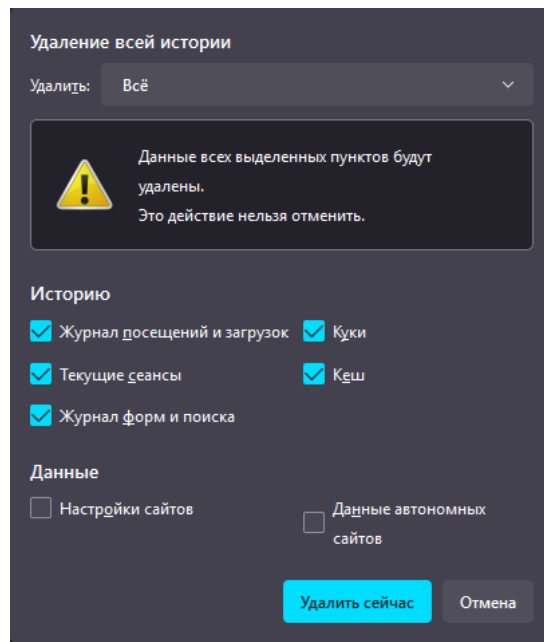 Удаление всей истории
Удалить: Всё
Данные всех выделенных пунктов будут
удалены.
Это действие нельзя отменить.
Историю
Журнал посещений и загрузок Куки
Текущие сеансы Кеш
Журнал форм и поиска
Данные
Настройки сайтов Данные автономных
сайтов
Удалить сейчас Отмена